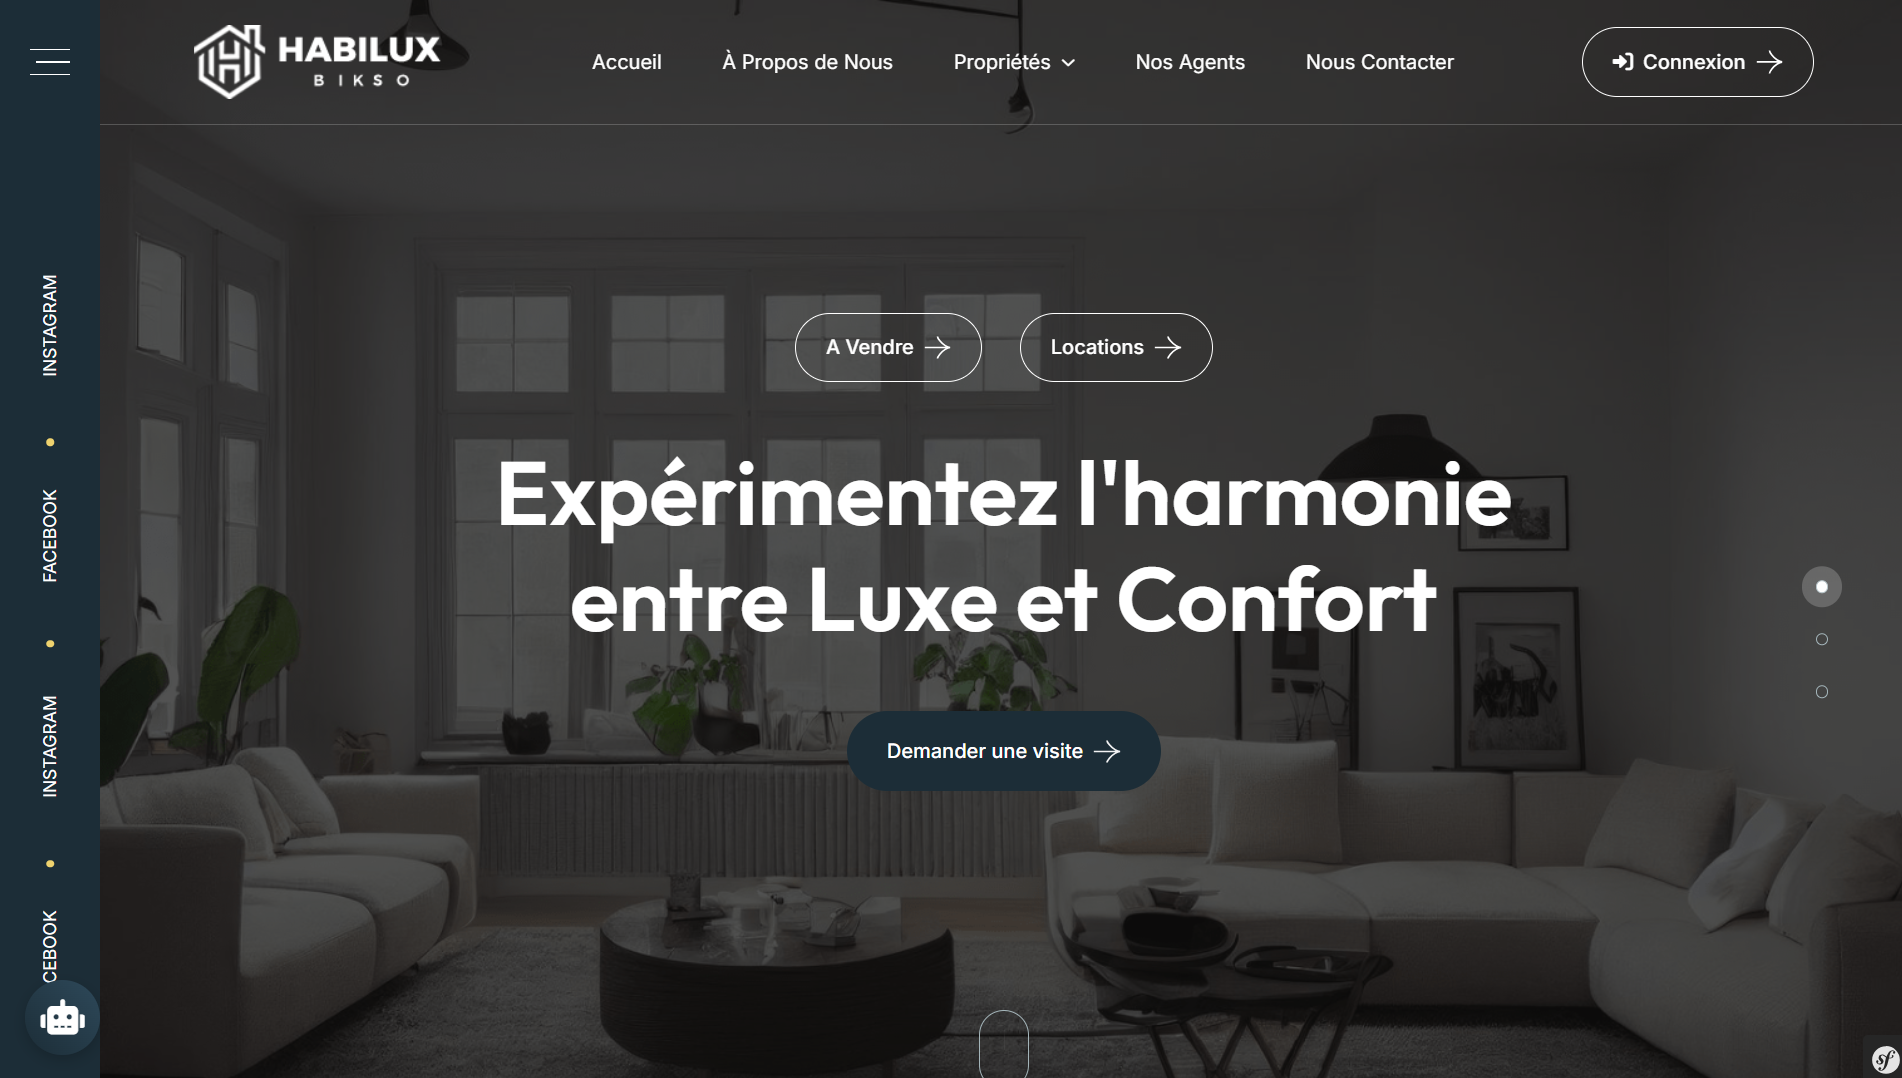 HABILUX
BIKSO
Accueil
À Propos de Nous
Propriétés
Nos Agents
Nous Contacter
Connexion
INSTAGRAM
FACEBOOK
INSTAGRAM
CEBOOK
A Vendre
Locations
Expérimentez l'harmonie
entre Luxe et Confort
Demander une visite
sf